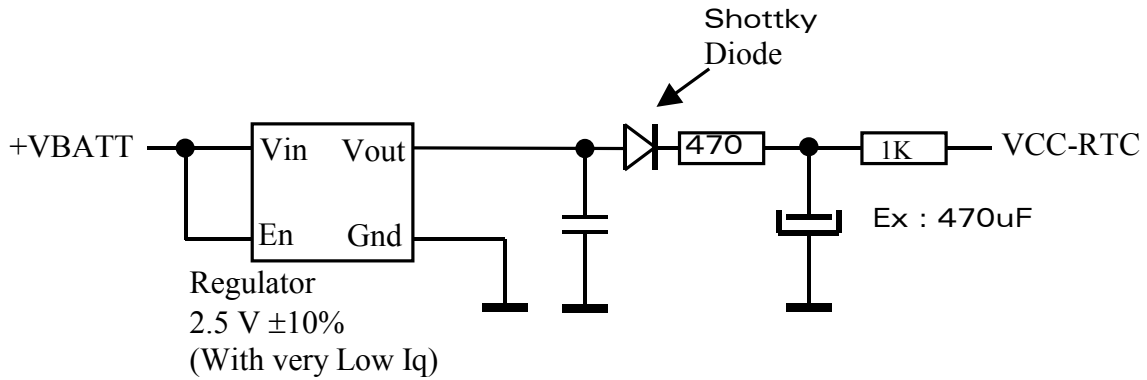 Shottky
Diode
+VBATT
Vin
Vout
470
1K
VCC-RTC
En
Gnd
Ex : 470uF
Regulator
2.5 V ±10%
(With very Low Iq)